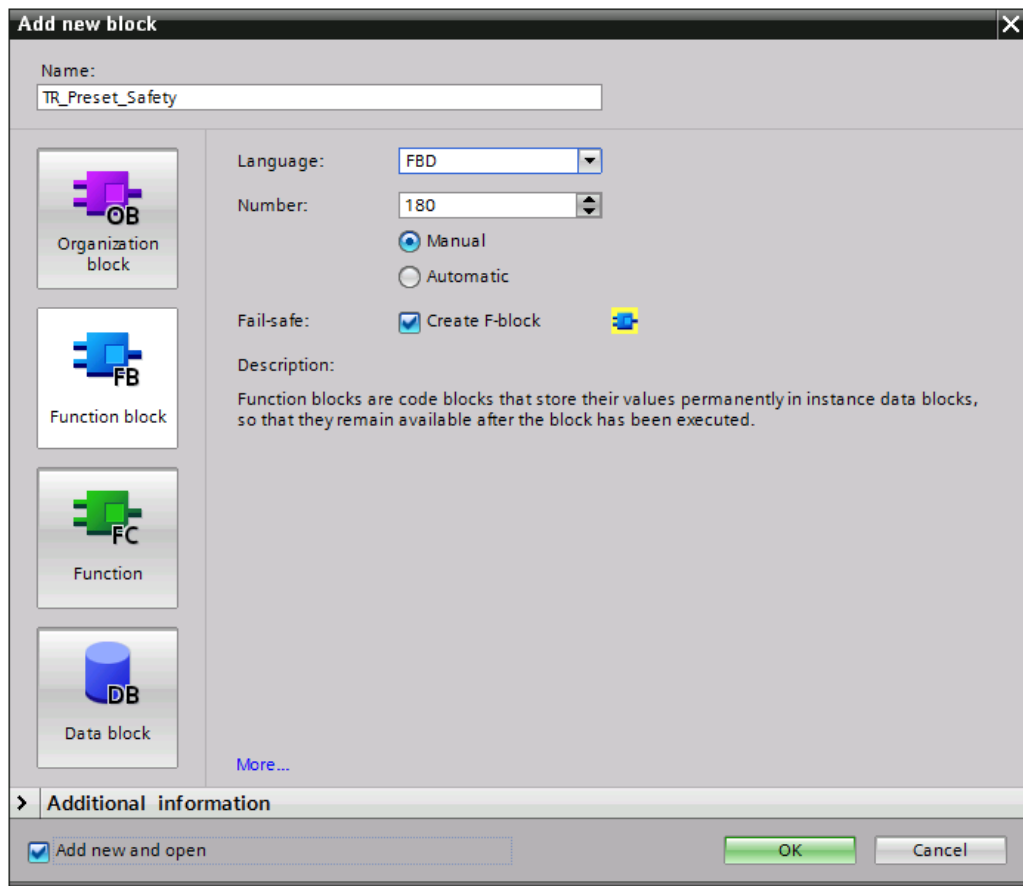 Add new block
Name:
TR_Preset_Safety
OB
Organization
block
FB
Function block
FC
Function
DB
Data block
Language:
FBD
Number:
180
Manual
Automatic
Fail-safe:
Create F-block
Description:
Function blocks are code blocks that store their values permanently in instance data blocks,
so that they remain available after the block has been executed.
More...
Additional information
Add new and open
OK
Cancel